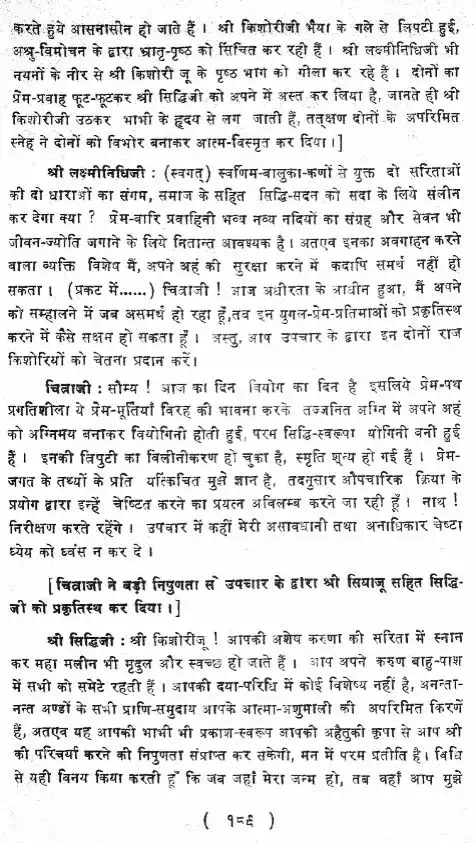 करते हुये आसनासीन हो जाते हैं । श्री किशोरीजी भैया के गले से लिपटी हुई,
अश्रु-विमोचन के द्वारा भ्रातृ-पृष्ठ को सिंचित कर रही हैं । श्री लक्ष्मीनिधिजी भी
नयनों के नीर से श्री किशोरी जू के पृष्ठ भाग को गीला कर रहे हैं । दोनों का
प्रेम-प्रवाह फूट-फूटकर श्री सिद्धिजी को अपने में अस्त कर लिया है, जानते ही श्री
किशोरीजी उठकर भाभी के हृदय से लग जाती हैं, तत्क्षण दोनों के अपरिमित
स्नेह ने दोनों को विभोर बनाकर आत्म-विस्मृत कर दिया ।]
श्री लक्ष्मीनिधिजी : (स्वगत्) स्वर्णिम-बालुका-कणों से युक्त दो सरिताओं
की दो धाराओं का संगम, समाज के सहित सिद्धि-सदन को सदा के लिये संलीन
कर देगा क्या ? प्रेम-वारि प्रवाहिनी भव्य नव्य नदियों का संग्रह और सेवन भी
जीवन-ज्योति जगाने के लिये नितान्त आवश्यक है । अतएव इनका अवगाहन करने
वाला व्यक्ति विशेष मैं, अपने अहं की सुरक्षा करने में कदापि समर्थ नहीं हो
सकता । (प्रकट में......) चित्राजी ! आज अधीरता के आधीन हुआ, मैं अपने
को सम्हालने में जब असमर्थ हो रहा हूँ,तब इन युगल-प्रेम-प्रतिमाओं को प्रकृतिस्थ
करने में कैसे सक्षम हो सकता हूँ । अस्तु, आप उपचार के द्वारा इन दोनों राज
किशोरियों को चेतना प्रदान करें।
चित्राजी : सौम्य ! आज का दिन वियोग का दिन है इसलिये प्रेम-पथ
प्रगतिशीला ये प्रेम-मूर्तियाँ विरह की भावना करके तज्जनित अग्नि में अपने अहं
को अग्निमय बनाकर वियोगिनी होती हुई, परम सिद्धि-स्वरूपा योगिनी बनी हुई
हैं । इनकी त्रिपुटी का विलीनीकरण हो चुका है, स्मृति शून्य हो गई हैं । प्रेम-
जगत के तथ्यों के प्रति यत्किंचित मुझे ज्ञान है, तदनुसार औपचारिक क्रिया के
प्रयोग द्वारा इन्हें चेष्टित करने का प्रयत्न अविलम्ब करने जा रही हूँ । नाथ !
निरीक्षण करते रहेंगे । उपचार में कहीं मेरी असावधानी तथा अनाधिकार चेष्टा
ध्येय को ध्वंस न कर दे ।
[चित्राजी ने बड़ी निपुणता से उपचार के द्वारा श्री सियाजू सहित सिद्धि-
जी को प्रकृतिस्थ कर दिया ।]
श्री सिद्धिजी : श्री किशोरीजू ! आपकी अशेष करुणा की सरिता में स्नान
कर महा मलीन भी मृदुल और स्वच्छ हो जाते हैं । आप अपने करुण बाहु-पाश
में सभी को समेटे रहती हैं । आपकी दया-परिधि में कोई विशेष्य नहीं है, अनन्ता-
नन्त अण्डों के सभी प्राणि-समुदाय आपके आत्मा-अंशुमाली की अपरिमित किरणें
हैं, अतएव यह आपकी भाभी भी प्रकाश-स्वरूप आपकी अहैतुकी कृपा से आप श्री
की परिचर्या करने की निपुणता संप्राप्त कर सकेगी, मन में परम प्रतीति है । विधि
से यही विनय किया करती हूँ कि जब जहां मेरा जन्म हो, तब वहाँ आप मुझे
( १८६ )